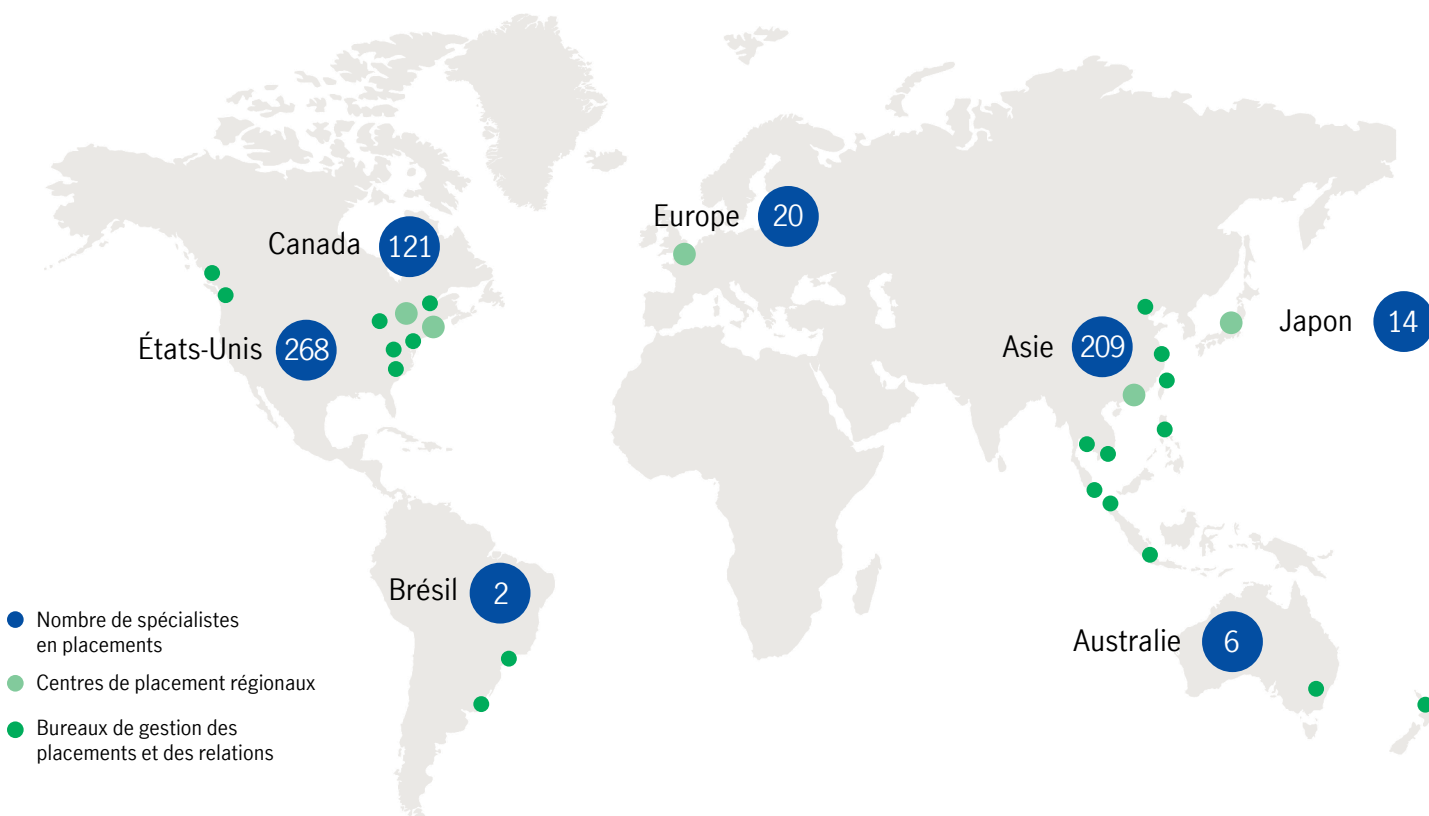 Europe 20
Canada 121
Japon 14
États-Unis 268
Asie 209
Brésil 2
Australie 6
Nombre de spécialistes
en placements
Centres de placement régionaux
Bureaux de gestion des
placements et des relations